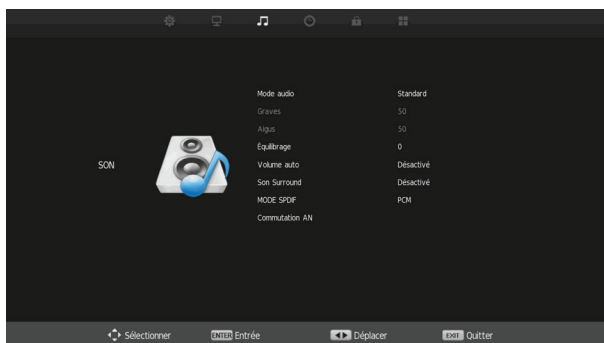 Mode audio Standard
Graves 50
Aigus 50
Équilibrage 0
SON
Volume auto Désactivé
Son Surround Désactivé
MODE SPDIF PCM
Commutation AN
Sélectionner ENTER Entrée Déplacer EXIT Quitter